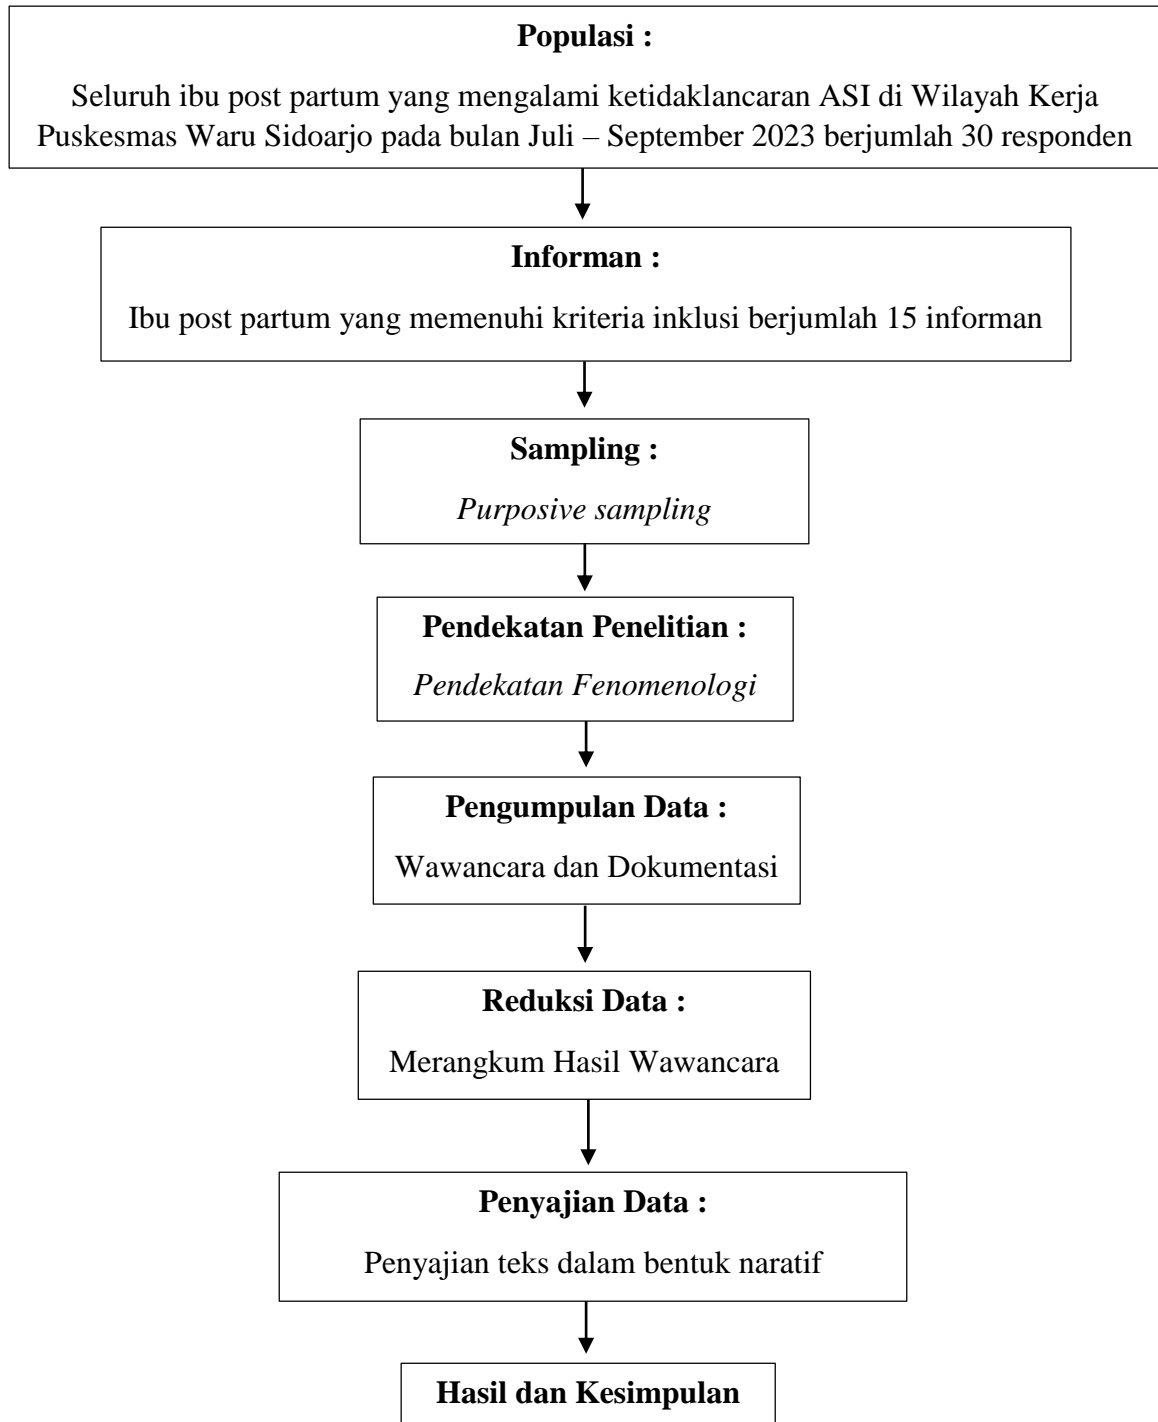 Populasi :
Seluruh ibu post partum yang mengalami ketidaklancaran ASI di Wilayah Kerja
Puskesmas Waru Sidoarjo pada bulan Juli – September 2023 berjumlah 30 responden
Informan :
Ibu post partum yang memenuhi kriteria inklusi berjumlah 15 informan
Sampling :
Purposive sampling
Pendekatan Penelitian :
Pendekatan Fenomenologi
Pengumpulan Data :
Wawancara dan Dokumentasi
Reduksi Data :
Merangkum Hasil Wawancara
Penyajian Data :
Penyajian teks dalam bentuk naratif
Hasil dan Kesimpulan